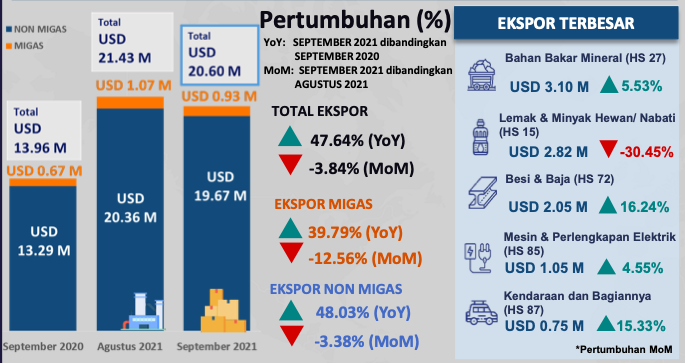 NON MIGAS
MIGAS
Total
USD
13.96 M
USD 0.67 M
USD
13.29 M
September 2020
Total
USD
21.43 M
USD 1.07 M
USD
20.36 M
Agustus 2021
Total
USD
20.60 M
USD 0.93 M
USD
19.67 M
September 2021
Pertumbuhan (%)
YoY: SEPTEMBER 2021 dibandingkan
SEPTEMBER 2020
MoM: SEPTEMBER 2021 dibandingkan
AGUSTUS 2021
TOTAL EKSPOR
47.64% (YoY)
-3.84% (MoM)
EKSPOR MIGAS
39.79% (YoY)
-12.56% (MoM)
EKSPOR NON MIGAS
48.03% (YoY)
-3.38% (MoM)
EKSPOR TERBESAR
Bahan Bakar Mineral (HS 27)
USD 3.10 M 5.53%
Lemak & Minyak Hewan/ Nabati
(HS 15)
USD 2.82 M -30.45%
Besi & Baja (HS 72)
USD 2.05 M 16.24%
Mesin & Perlengkapan Elektrik
(HS 85)
USD 1.05 M 4.55%
Kendaraan dan Bagiannya
(HS 87)
USD 0.75 M 15.33%
*Pertumbuhan MoM